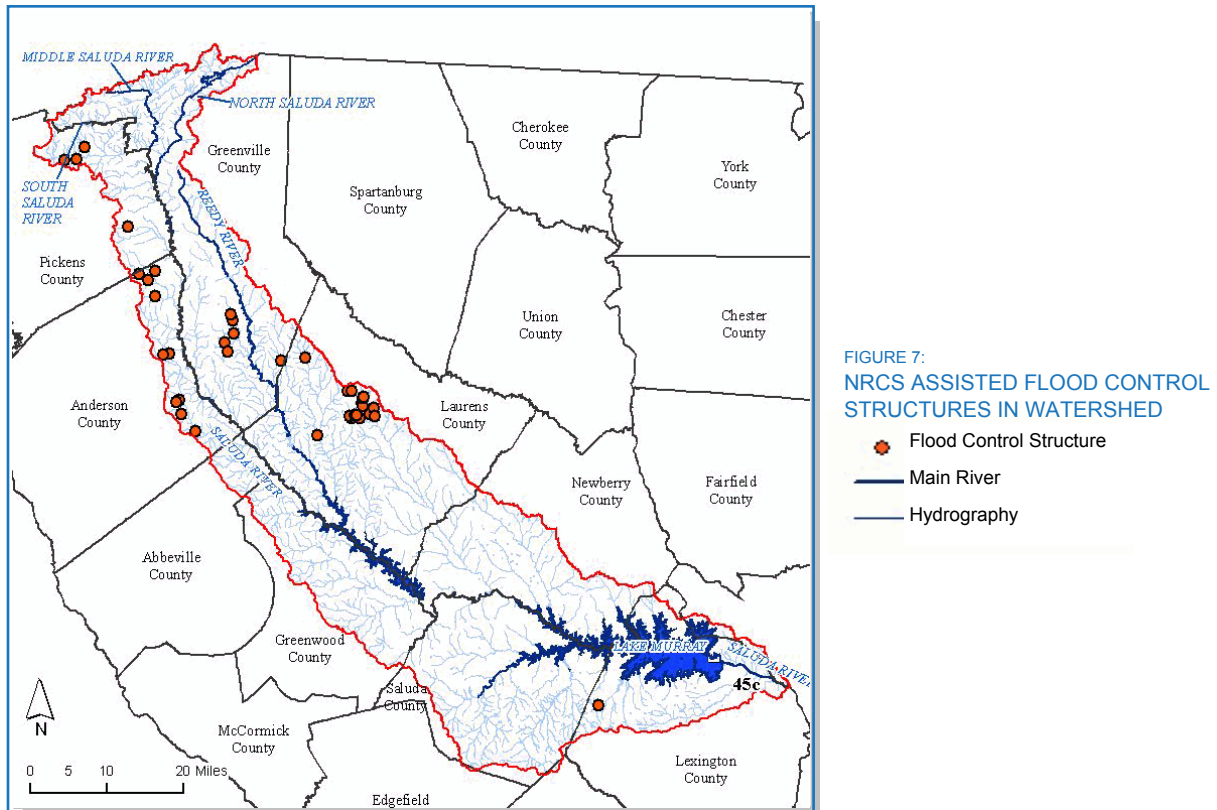 MIDDLE SALUDA RIVER
NORTH SALUDA RIVER
Cherokee
County
Greenville
County
York
County
SOUTH
SALUDA
RIVER
Spartanburg
County
REEDY RIVER
Pickens
County
Union
County
Chester
County
Anderson
County
Laurens
County
SALUDA RIVER
Newberry
County
Fairfield
County
Abbeville
County
Greenwood
County
LAKE MURRAY
SALUDA RIVER
Saluda
County
45c
N
McCormick
County
Lexington
County
0 5 10 20 Miles
Edgefield
FIGURE 7:
NRCS ASSISTED FLOOD CONTROL
STRUCTURES IN WATERSHED
Flood Control Structure
Main River
Hydrography